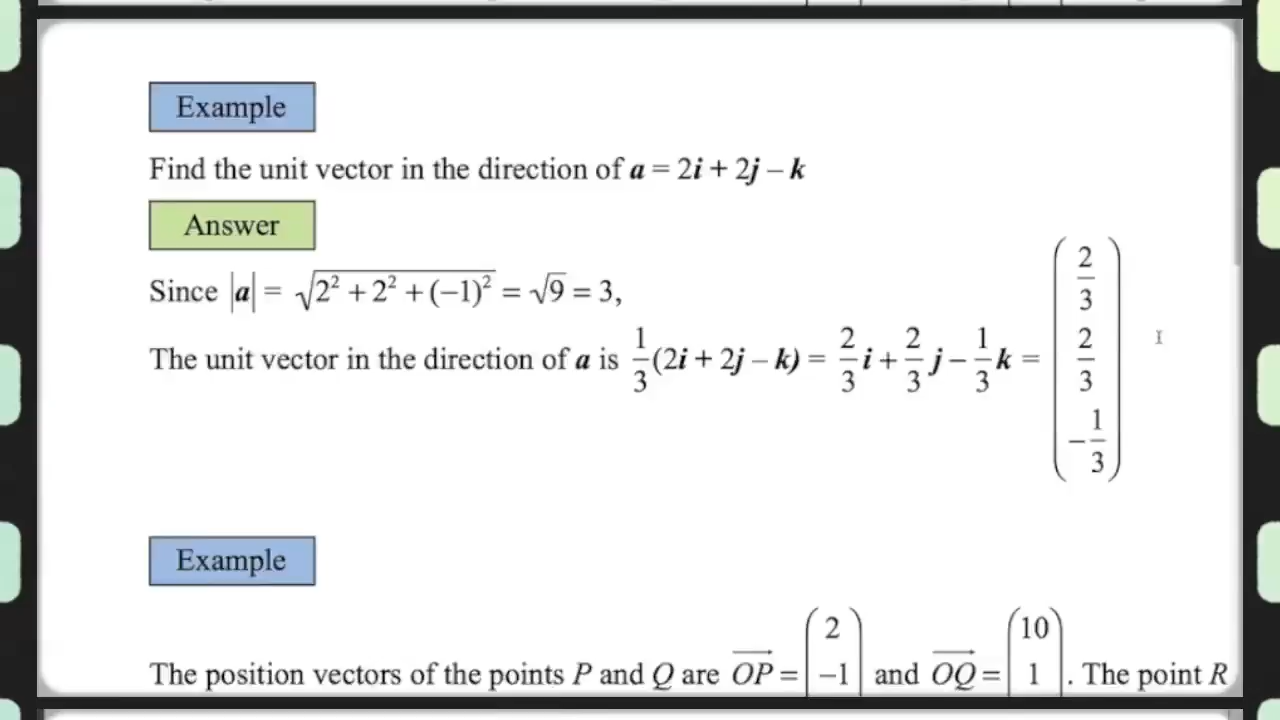 Example
Find the unit vector in the direction of a = 2i + 2j – k
Answer
Since |a| = √(2² + 2² + (−1)²) = √9 = 3,
The unit vector in the direction of a is 1/3 (2i + 2j – k) = 2/3 i + 2/3 j − 1/3 k = (2/3, 2/3, −1/3)
Example
The position vectors of the points P and Q are OP = (2, −1 and OQ = (10, 1 . The point R